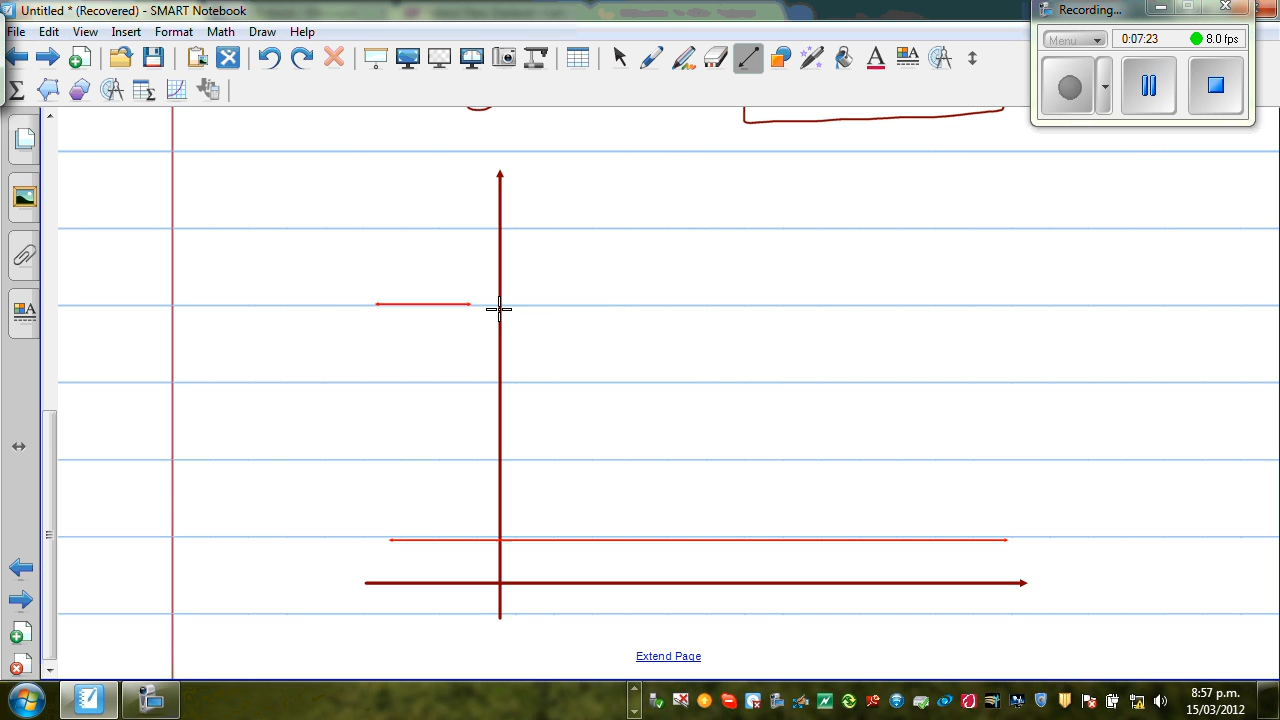 Untitled * (Recovered) - SMART Notebook
File Edit View Insert Format Math Draw Help
Recording...
Menu
0:07:23
8.0 fps
Extend Page
8:57 p.m.
15/03/2012